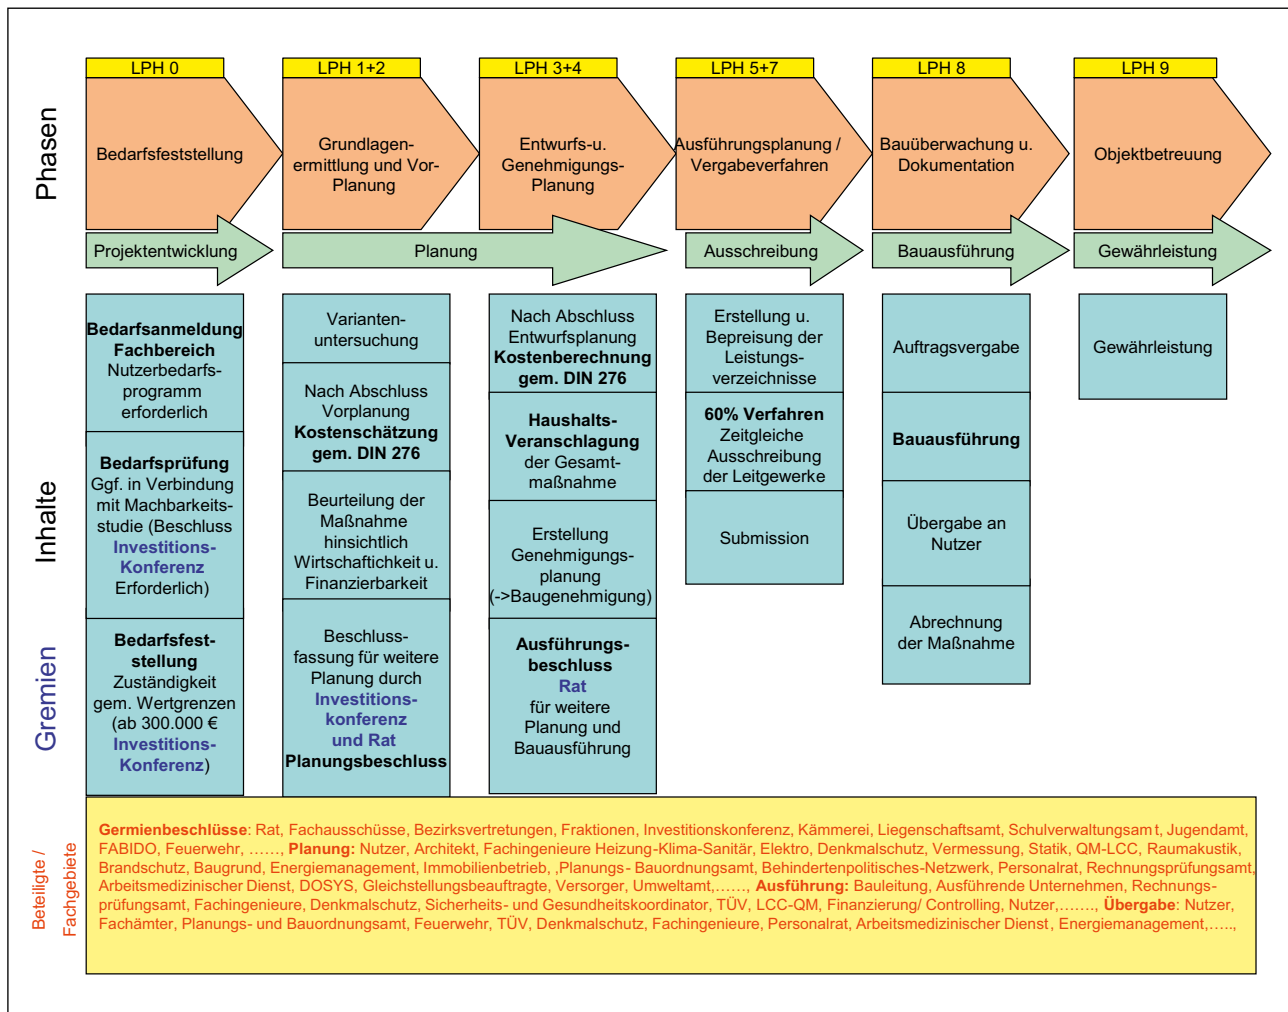 LPH 0
LPH 1+2
LPH 3+4
LPH 5+7
LPH 8
LPH 9
Phasen
Bedarfsfeststellung
Grundlagen-
ermittlung und Vor-
Planung
Entwurfs-u.
Genehmigungs-
Planung
Ausführungsplanung /
Vergabeverfahren
Bauüberwachung u.
Dokumentation
Objektbetreuung
Projektentwicklung
Planung
Ausschreibung
Bauausführung
Gewährleistung
Inhalte
Gremien
Bedarfsanmeldung
Fachbereich
Nutzerbedarfs-
programm
erforderlich
Bedarfsprüfung
Ggf. in Verbindung
mit Machbarkeits-
studie (Beschluss
Investitions-
Konferenz
Erforderlich)
Bedarfsfest-
stellung
Zuständigkeit
gem. Wertgrenzen
(ab 300.000 €
Investitions-
Konferenz)
Varianten-
untersuchung
Nach Abschluss
Vorplanung
Kostenschätzung
gem. DIN 276
Beurteilung der
Maßnahme
hinsichtlich
Wirtschaftichkeit u.
Finanzierbarkeit
Beschluss-
fassung für weitere
Planung durch
Investitions-
konferenz
und Rat
Planungsbeschluss
Nach Abschluss
Entwurfsplanung
Kostenberechnung
gem. DIN 276
Haushalts-
Veranschlagung
der Gesamt-
maßnahme
Erstellung
Genehmigungs-
planung
(->Baugenehmigung)
Ausführungs-
beschluss
Rat
für weitere
Planung und
Bauausführung
Erstellung u.
Bepreisung der
Leistungs-
verzeichnisse
60% Verfahren
Zeitgleiche
Ausschreibung
der Leitgewerke
Submission
Auftragsvergabe
Bauausführung
Übergabe an
Nutzer
Abrechnung
der Maßnahme
Gewährleistung
Beteiligte /
Fachgebiete
Germienbeschlüsse: Rat, Fachausschüsse, Bezirksvertretungen, Fraktionen, Investitionskonferenz, Kämmerei, Liegenschaftsamt, Schulverwaltungsamt, Jugendamt,
FABIDO, Feuerwehr, ……, Planung: Nutzer, Architekt, Fachingenieure Heizung-Klima-Sanitär, Elektro, Denkmalschutz, Vermessung, Statik, QM-LCC, Raumakustik,
Brandschutz, Baugrund, Energiemanagement, Immobilienbetrieb, ,Planungs- Bauordnungsamt, Behindertenpolitisches-Netzwerk, Personalrat, Rechnungsprüfungsamt,
Arbeitsmedizinischer Dienst, DOSYS, Gleichstellungsbeauftragte, Versorger, Umweltamt,……, Ausführung: Bauleitung, Ausführende Unternehmen, Rechnungs-
prüfungsamt, Fachingenieure, Denkmalschutz, Sicherheits- und Gesundheitskoordinator, TÜV, LCC-QM, Finanzierung/ Controlling, Nutzer,……., Übergabe: Nutzer,
Fachämter, Planungs- und Bauordnungsamt, Feuerwehr, TÜV, Denkmalschutz, Fachingenieure, Personalrat, Arbeitsmedizinischer Dienst, Energiemanagement,…..,